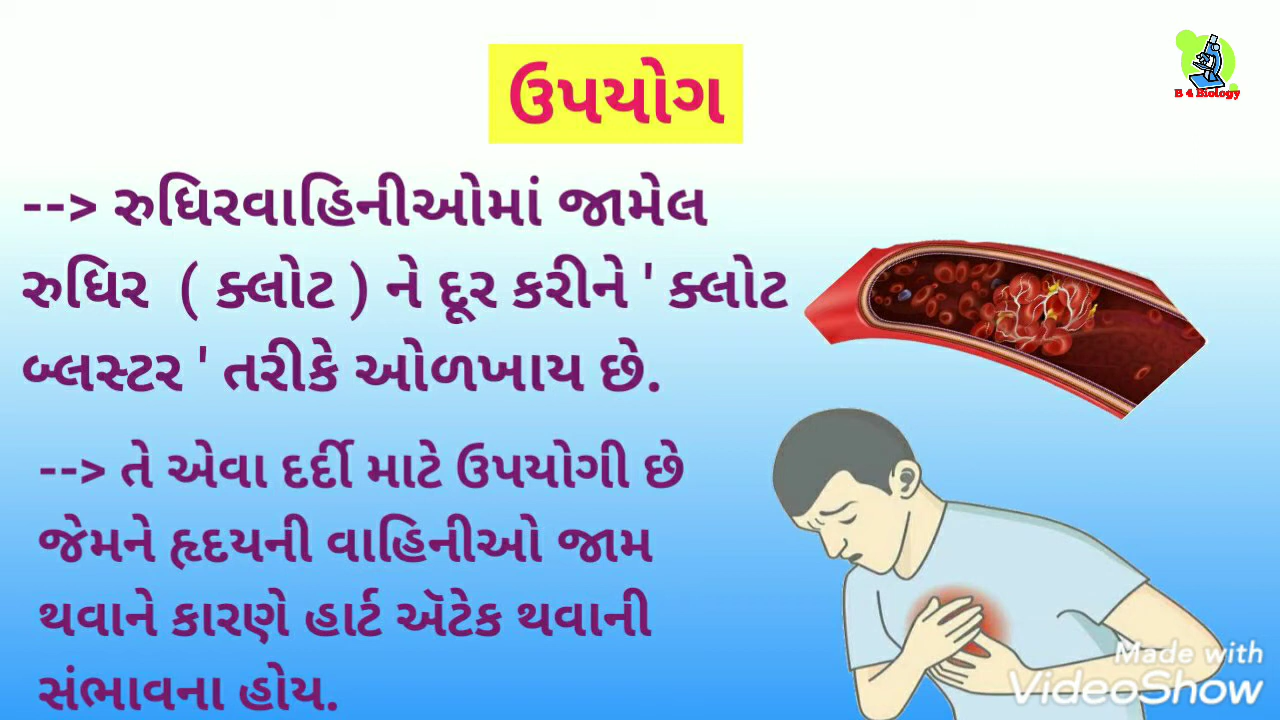 ઉપયોગ
B 4 Biology
--> રુધિરવાહિનીઓમાં જામેલ
રુધિર ( ક્લોટ ) ને દૂર કરીને ' ક્લોટ
બ્લસ્ટર ' તરીકે ઓળખાય છે.
--> તે એવા દર્દી માટે ઉપયોગી છે
જેમને હૃદયની વાહિનીઓ જામ
થવાને કારણે હાર્ટ ઍટેક થવાની
સંભાવના હોય.
Made with
VideoShow